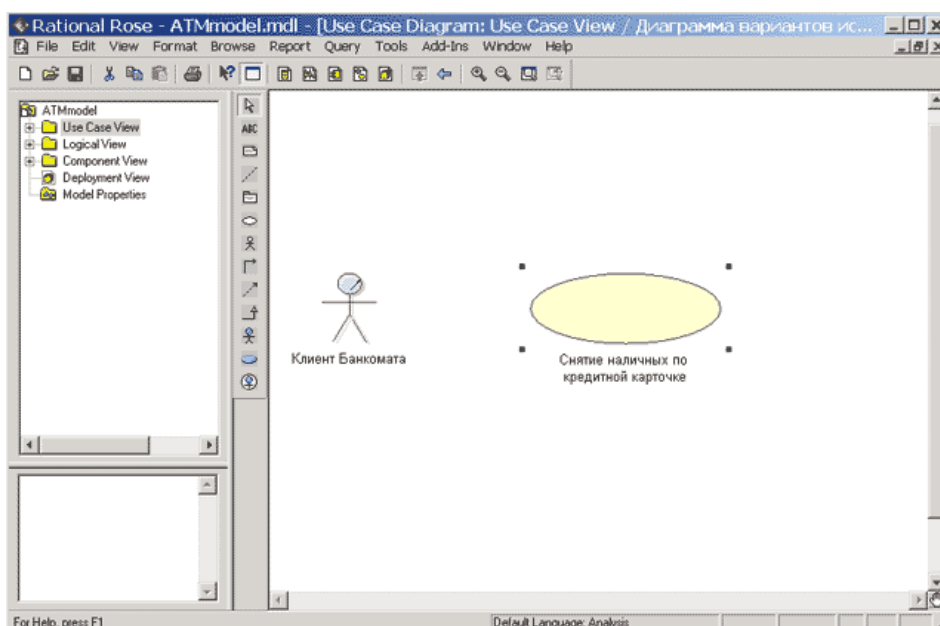 Rational Rose - ATMmodel.mdl - [Use Case Diagram: Use Case View / Диаграмма вариантов ис...
File Edit View Format Browse Report Query Tools Add-Ins Window Help
ATMmodel
Use Case View
Logical View
Component View
Deployment View
Model Properties
ABC
Клиент Банкомата
Снятие наличных по
кредитной карточке
For Help, press F1
Default Language: Analysis